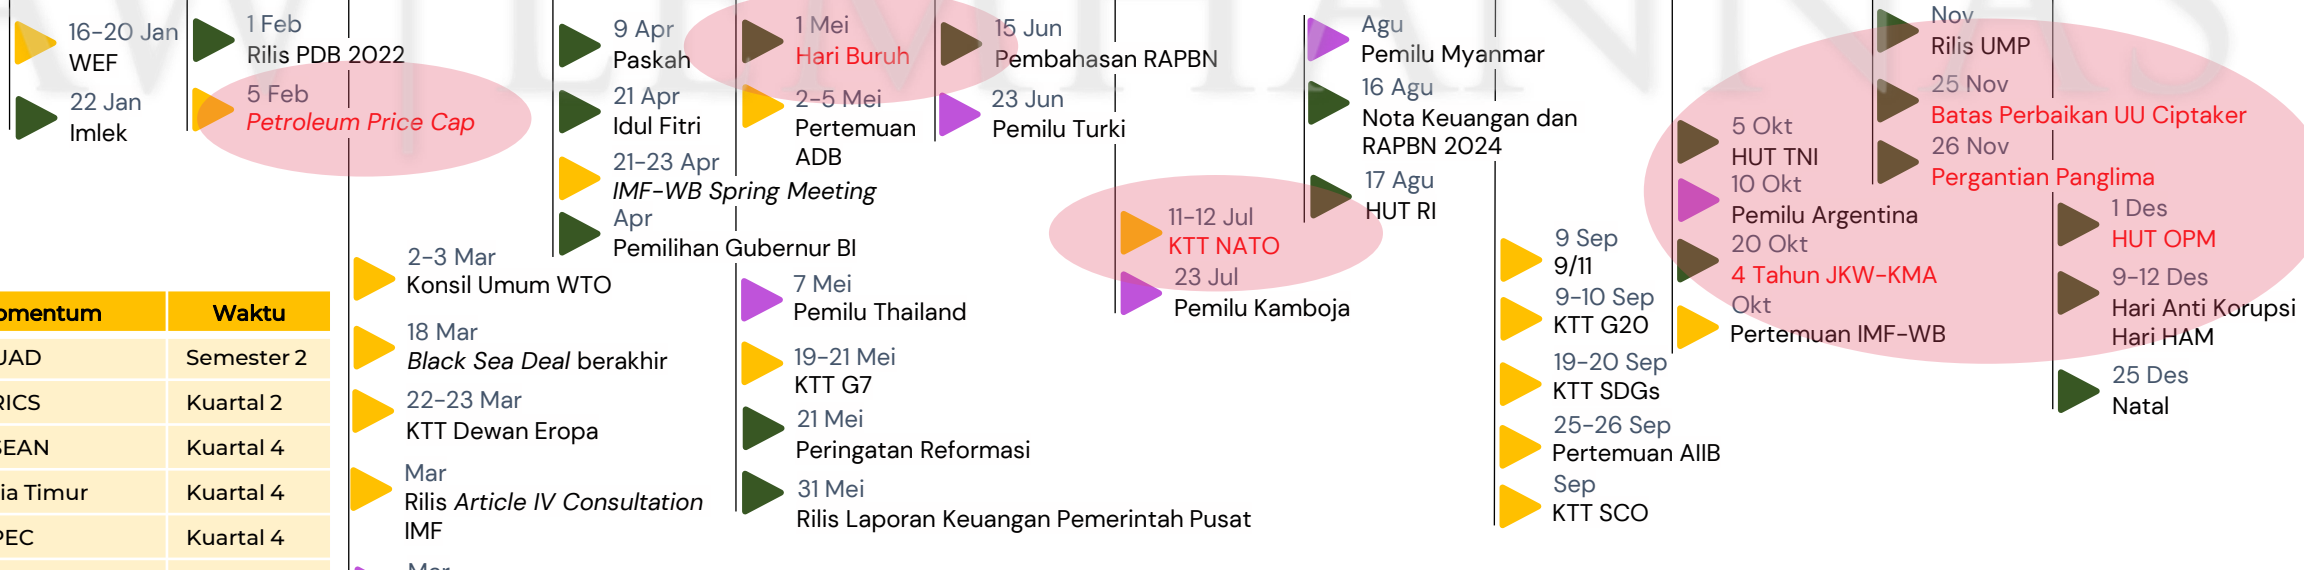 16-20 Jan
WEF
22 Jan
Imlek
1 Feb
Rilis PDB 2022
5 Feb
Petroleum Price Cap
2-3 Mar
Konsil Umum WTO
18 Mar
Black Sea Deal berakhir
22-23 Mar
KTT Dewan Eropa
Mar
Rilis Article IV Consultation
IMF
Mar
9 Apr
Paskah
21 Apr
Idul Fitri
21-23 Apr
IMF-WB Spring Meeting
Apr
Pemilihan Gubernur BI
1 Mei
Hari Buruh
2-5 Mei
Pertemuan
ADB
7 Mei
Pemilu Thailand
19-21 Mei
KTT G7
21 Mei
Peringatan Reformasi
31 Mei
Rilis Laporan Keuangan Pemerintah Pusat
15 Jun
Pembahasan RAPBN
23 Jun
Pemilu Turki
11-12 Jul
KTT NATO
23 Jul
Pemilu Kamboja
Agu
Pemilu Myanmar
16 Agu
Nota Keuangan dan
RAPBN 2024
17 Agu
HUT RI
9 Sep
9/11
9-10 Sep
KTT G20
19-20 Sep
KTT SDGs
25-26 Sep
Pertemuan AIIB
Sep
KTT SCO
5 Okt
HUT TNI
10 Okt
Pemilu Argentina
20 Okt
4 Tahun JKW-KMA
Okt
Pertemuan IMF-WB
Nov
Rilis UMP
25 Nov
Batas Perbaikan UU Ciptaker
26 Nov
Pergantian Panglima
1 Des
HUT OPM
9-12 Des
Hari Anti Korupsi
Hari HAM
25 Des
Natal
omentum Waktu
UAD Semester 2
RICS Kuartal 2
SEAN Kuartal 4
ia Timur Kuartal 4
PEC Kuartal 4
LEMHANNAS